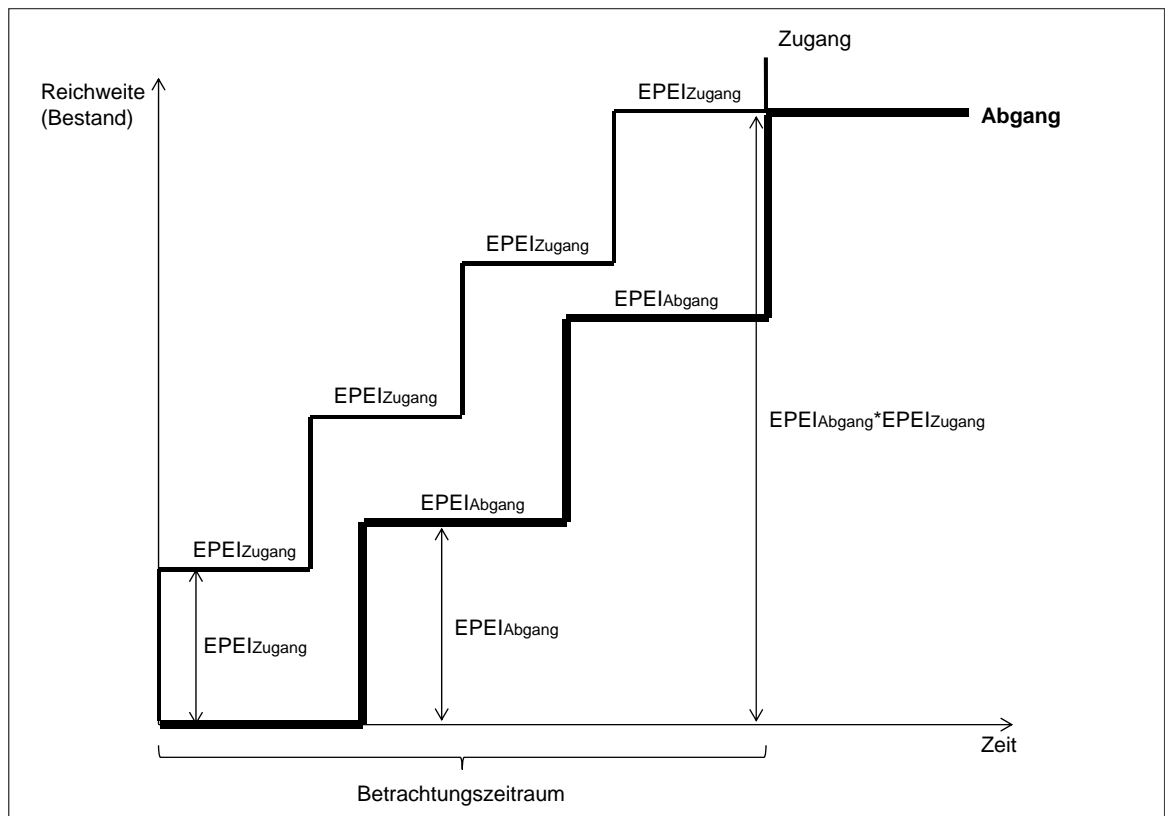 Zugang
Reichweite
(Bestand)
EPEIZugang
Abgang
EPEIZugang
EPEIAbgang
EPEIZugang
EPEIAbgang*EPEIZugang
EPEIAbgang
EPEIZugang
EPEIAbgang
EPEIZugang
Zeit
Betrachtungszeitraum